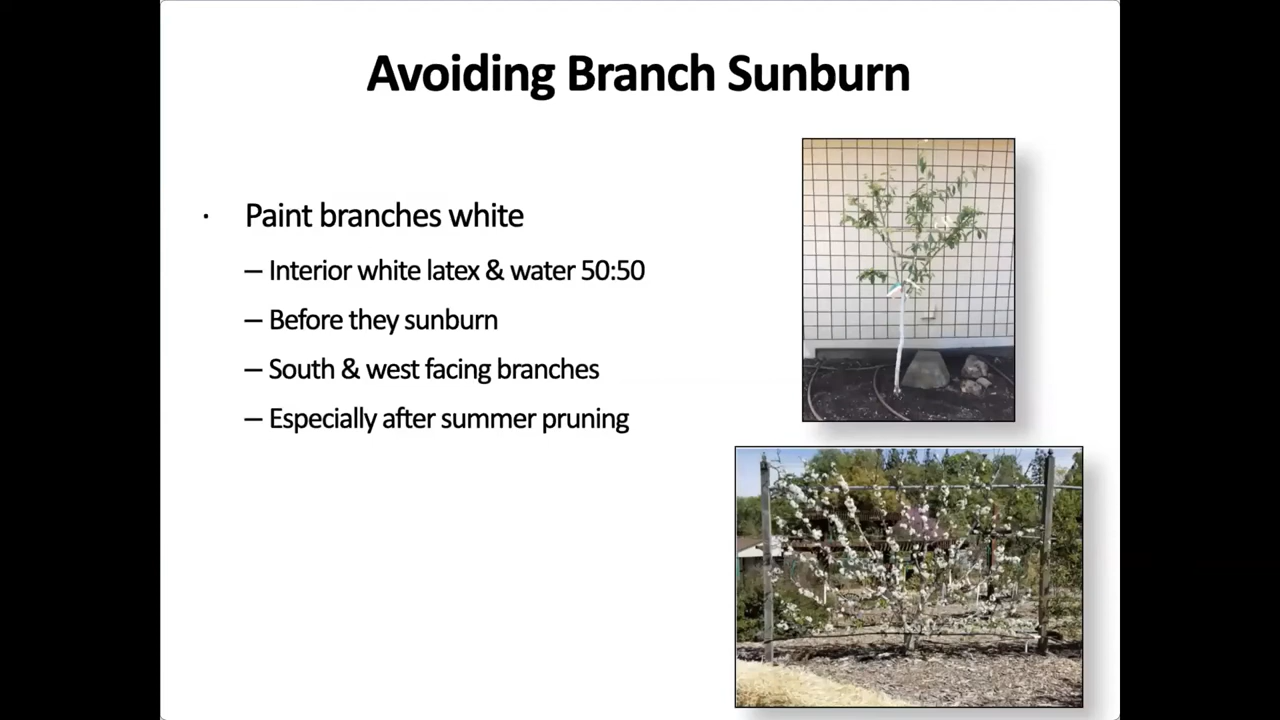 Avoiding Branch Sunburn
· Paint branches white
– Interior white latex & water 50:50
– Before they sunburn
– South & west facing branches
– Especially after summer pruning